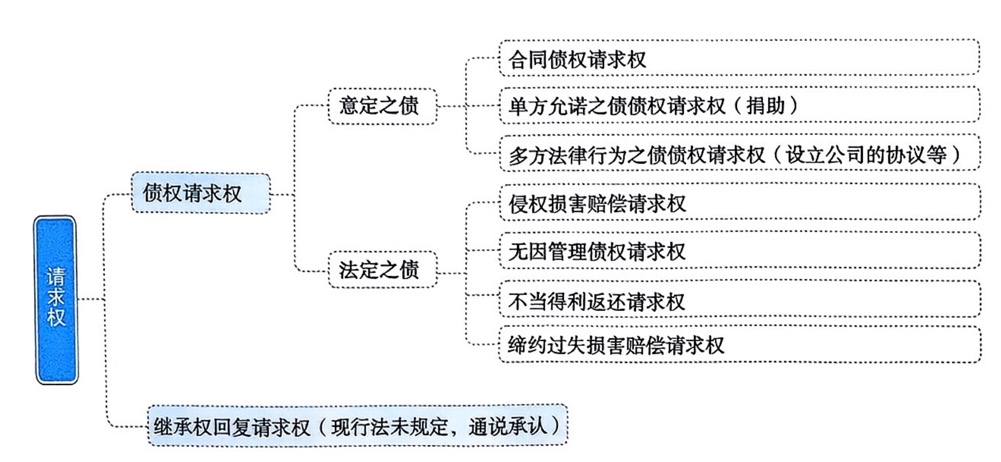 请求权
债权请求权
意定之债
合同债权请求权
单方允诺之债债权请求权（捐助）
多方法律行为之债债权请求权（设立公司的协议等）
法定之债
侵权损害赔偿请求权
无因管理债权请求权
不当得利返还请求权
缔约过失损害赔偿请求权
继承权回复请求权（现行法未规定，通说承认）